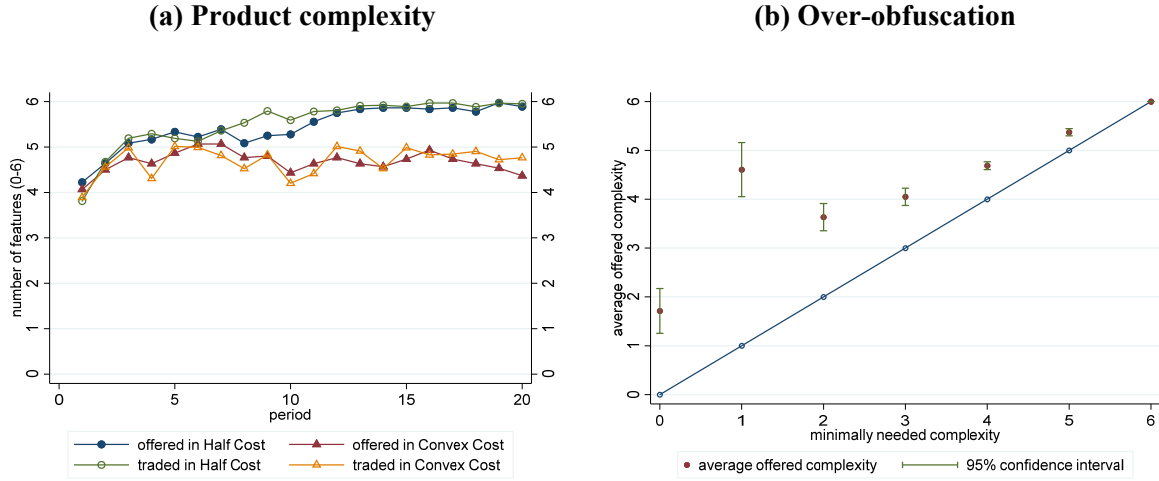 (a) Product complexity
number of features (0-6)
6
5
4
3
2
1
0
6
5
4
3
2
1
0
0 5 10 15 20
period
offered in Half Cost offered in Convex Cost
traded in Half Cost traded in Convex Cost
(b) Over-obfuscation
average offered complexity
6
5
4
3
2
1
0
0 1 2 3 4 5 6
minimally needed complexity
average offered complexity 95% confidence interval